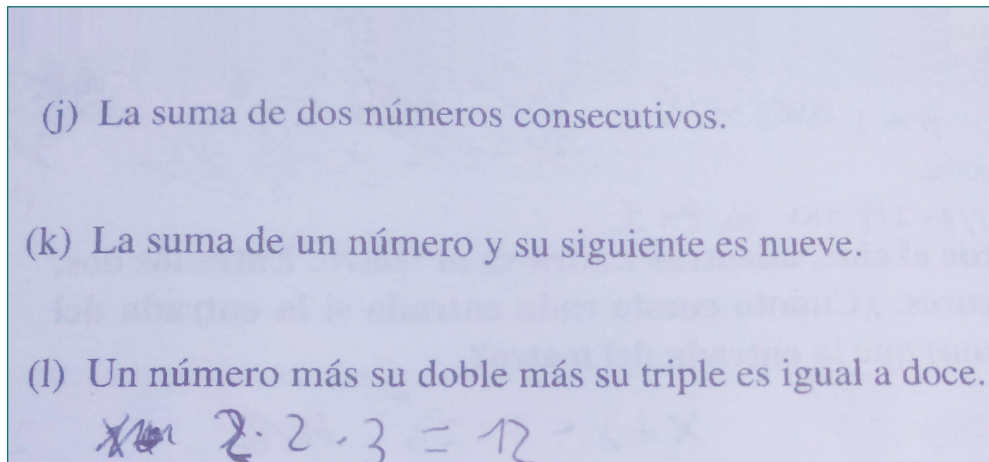 (j) La suma de dos números consecutivos.
(k) La suma de un número y su siguiente es nueve.
(l) Un número más su doble más su triple es igual a doce.
2 · 2 · 3 = 12